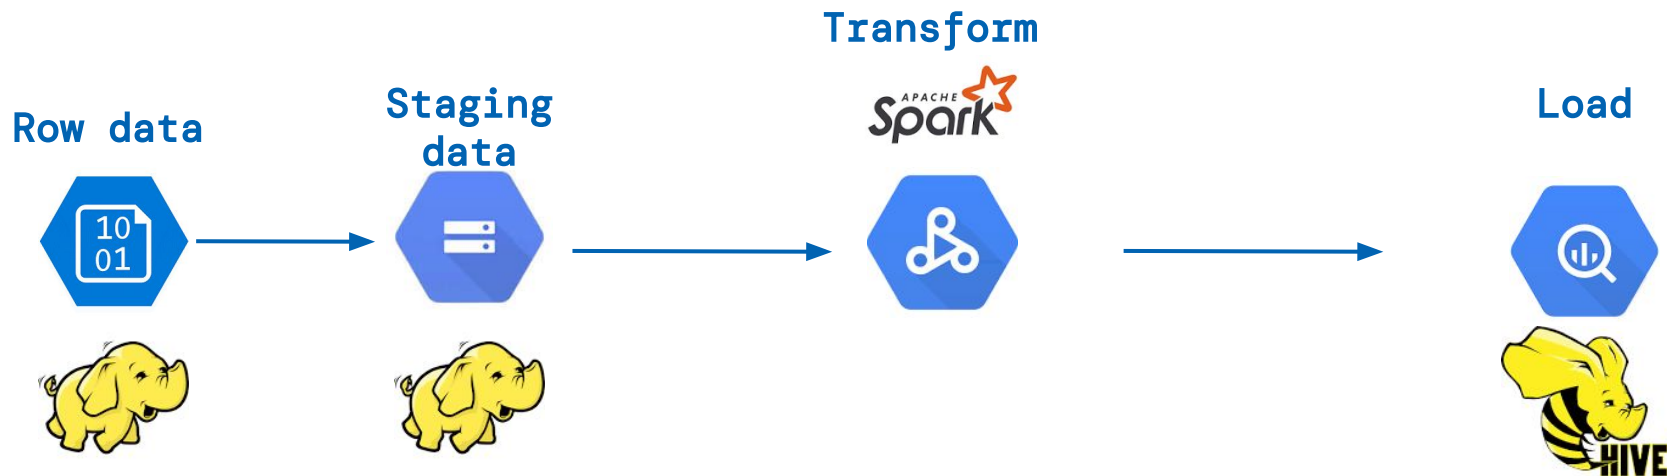 Transform
APACHE
Spark
Staging
data
Load
Row data
10
01
HIVE